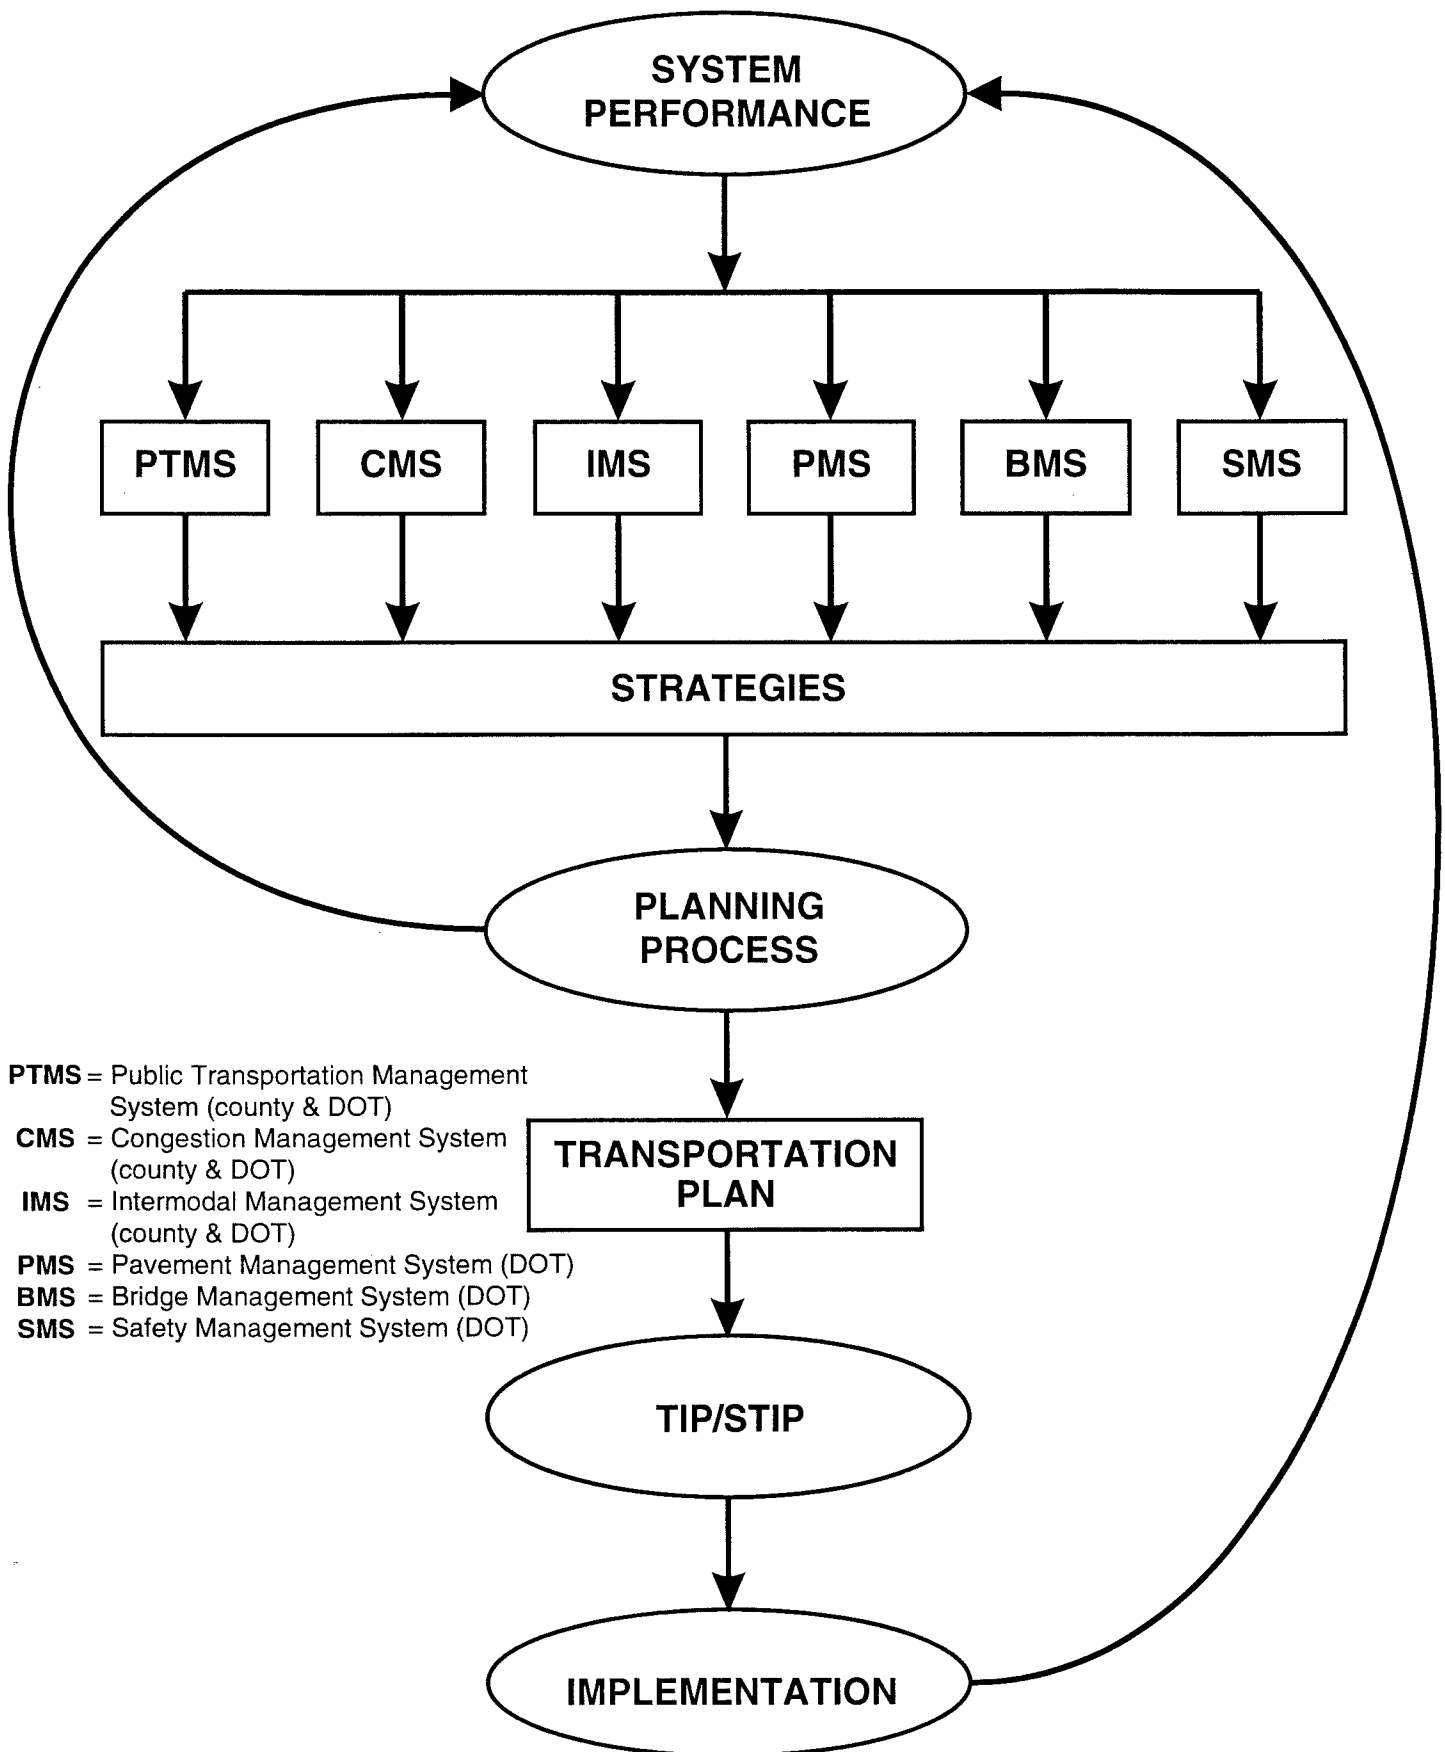 SYSTEM
PERFORMANCE
PTMS
CMS
IMS
PMS
BMS
SMS
STRATEGIES
PLANNING
PROCESS
PTMS = Public Transportation Management
System (county & DOT)
CMS = Congestion Management System
(county & DOT)
IMS = Intermodal Management System
(county & DOT)
PMS = Pavement Management System (DOT)
BMS = Bridge Management System (DOT)
SMS = Safety Management System (DOT)
TRANSPORTATION
PLAN
TIP/STIP
IMPLEMENTATION